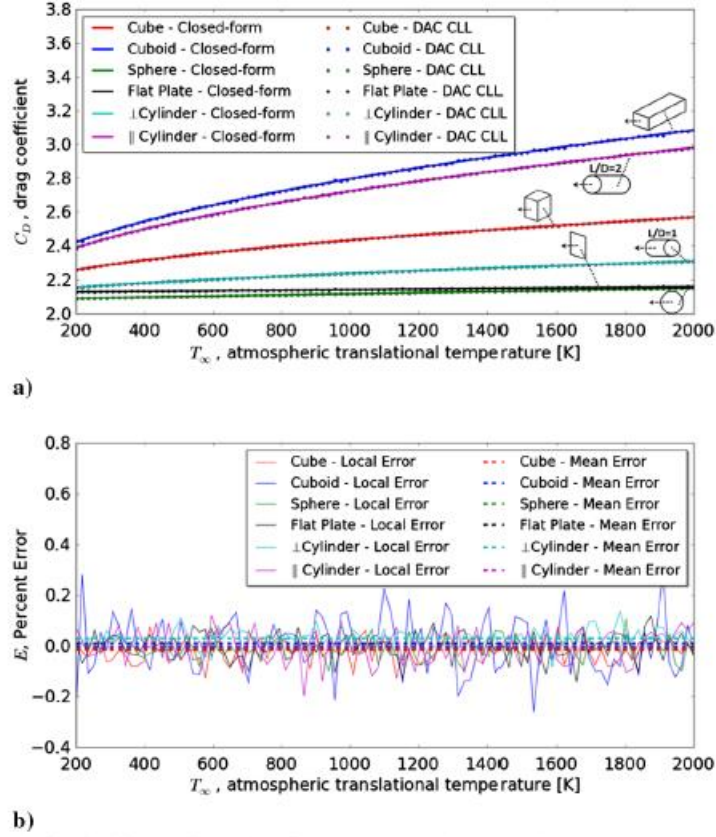 3.8
3.6
3.4
3.2
3.0
2.8
2.6
2.4
2.2
2.0
C_D , drag coefficient
Cube - Closed-form
Cuboid - Closed-form
Sphere - Closed-form
Flat Plate - Closed-form
⊥Cylinder - Closed-form
∥ Cylinder - Closed-form
Cube - DAC CLL
Cuboid - DAC CLL
Sphere - DAC CLL
Flat Plate - DAC CLL
⊥Cylinder - DAC CLL
∥ Cylinder - DAC CLL
L/D=2
L/D=1
200 400 600 800 1000 1200 1400 1600 1800 2000
T∞ , atmospheric translational temperature [K]
a)
0.8
0.6
0.4
0.2
0.0
−0.2
−0.4
E, Percent Error
Cube - Local Error
Cuboid - Local Error
Sphere - Local Error
Flat Plate - Local Error
⊥Cylinder - Local Error
∥ Cylinder - Local Error
Cube - Mean Error
Cuboid - Mean Error
Sphere - Mean Error
Flat Plate - Mean Error
⊥Cylinder - Mean Error
∥ Cylinder - Mean Error
200 400 600 800 1000 1200 1400 1600 1800 2000
T∞ , atmospheric translational temperature [K]
b)